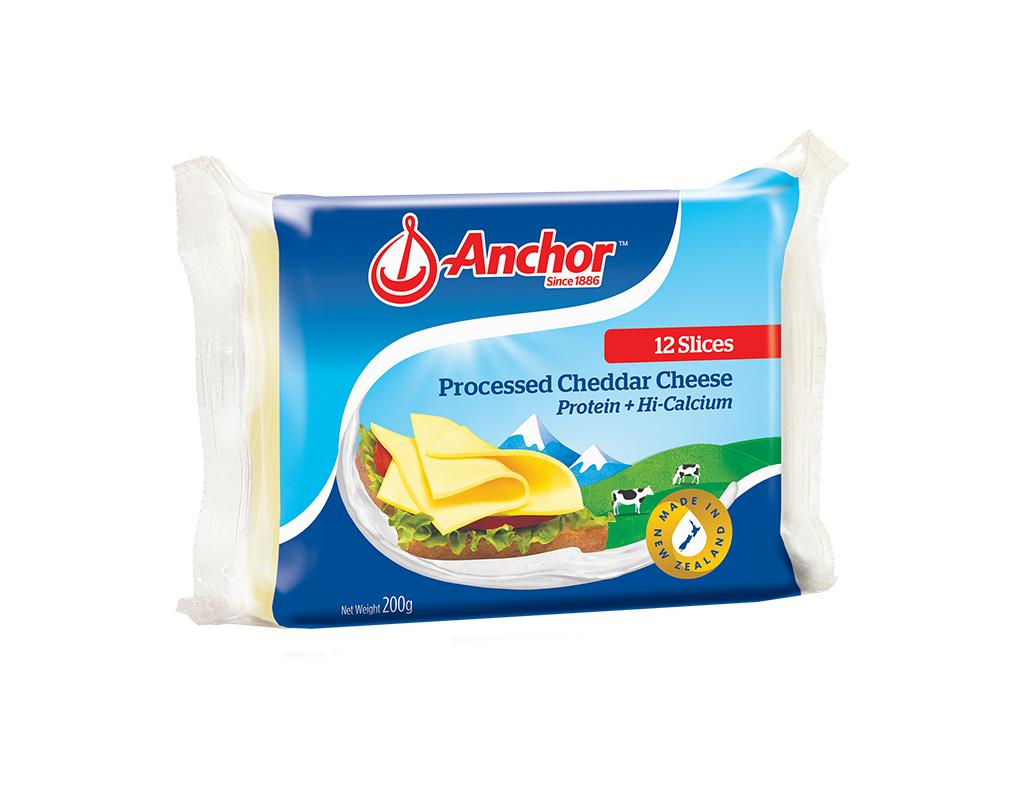 Anchor™
Since 1886
12 Slices
Processed Cheddar Cheese
Protein + Hi-Calcium
MADE IN
NEW ZEALAND
Net Weight 200g